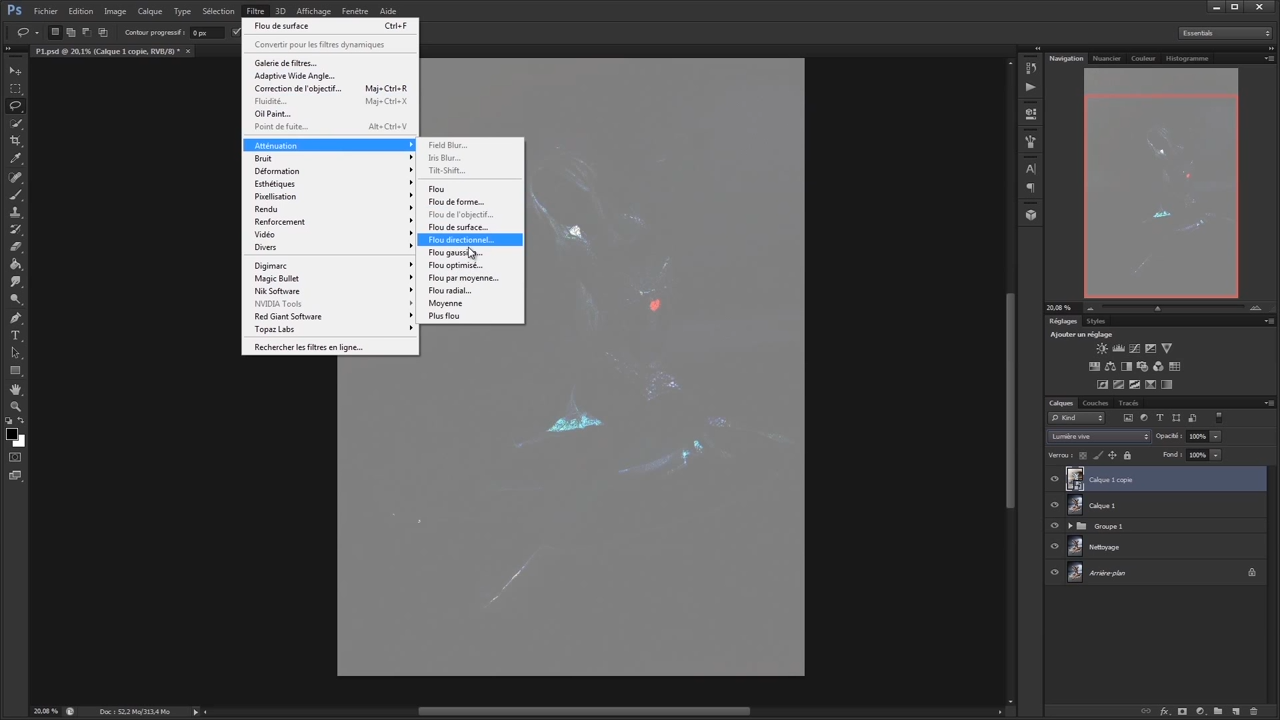 Ps Fichier Edition Image Calque Type Sélection Filtre 3D Affichage Fenêtre Aide
Contour progressif : 0 px
Essentials
P1.psd @ 20,1% (Calque 1 copie, RVB/8) * ×
Flou de surface Ctrl+F
Convertir pour les filtres dynamiques
Galerie de filtres...
Adaptive Wide Angle...
Correction de l'objectif... Maj+Ctrl+R
Fluidité... Maj+Ctrl+X
Oil Paint...
Point de fuite... Alt+Ctrl+V
Atténuation
Bruit
Déformation
Esthétiques
Pixellisation
Rendu
Renforcement
Vidéo
Divers
Digimarc
Magic Bullet
Nik Software
NVIDIA Tools
Red Giant Software
Topaz Labs
Rechercher les filtres en ligne...
Field Blur...
Iris Blur...
Tilt-Shift...
Flou
Flou de forme...
Flou de l'objectif...
Flou de surface...
Flou directionnel...
Flou optimisé...
Flou par moyenne...
Flou radial...
Moyenne
Plus flou
Navigation Nuancier Couleur Histogramme
20,08 %
Réglages Styles
Ajouter un réglage
Calques Couches Tracés
Kind
Lumière vive Opacité : 100%
Verrou : Fond : 100%
Calque 1 copie
Calque 1
Groupe 1
Nettoyage
Arrière-plan
20,08 % Doc : 52,2 Mo/313,4 Mo